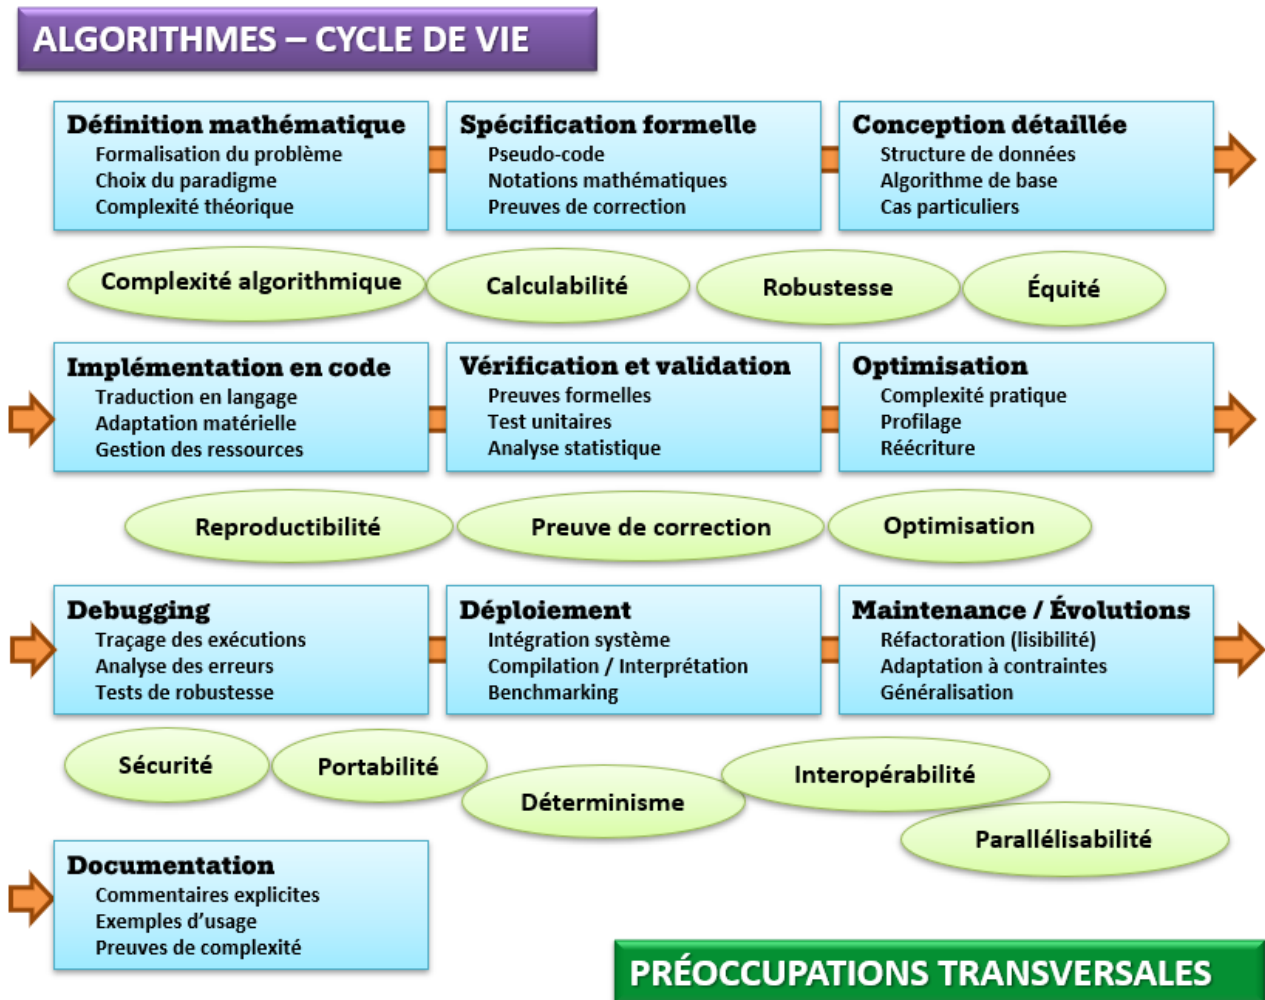 ALGORITHMES – CYCLE DE VIE
Définition mathématique
Formalisation du problème
Choix du paradigme
Complexité théorique
Spécification formelle
Pseudo-code
Notations mathématiques
Preuves de correction
Conception détaillée
Structure de données
Algorithme de base
Cas particuliers
Complexité algorithmique
Calculabilité
Robustesse
Équité
Implémentation en code
Traduction en langage
Adaptation matérielle
Gestion des ressources
Vérification et validation
Preuves formelles
Test unitaires
Analyse statistique
Optimisation
Complexité pratique
Profilage
Réécriture
Reproductibilité
Preuve de correction
Optimisation
Debugging
Traçage des exécutions
Analyse des erreurs
Tests de robustesse
Déploiement
Intégration système
Compilation / Interprétation
Benchmarking
Maintenance / Évolutions
Réfactoration (lisibilité)
Adaptation à contraintes
Généralisation
Sécurité
Portabilité
Déterminisme
Interopérabilité
Parallélisabilité
Documentation
Commentaires explicites
Exemples d'usage
Preuves de complexité
PRÉOCCUPATIONS TRANSVERSALES